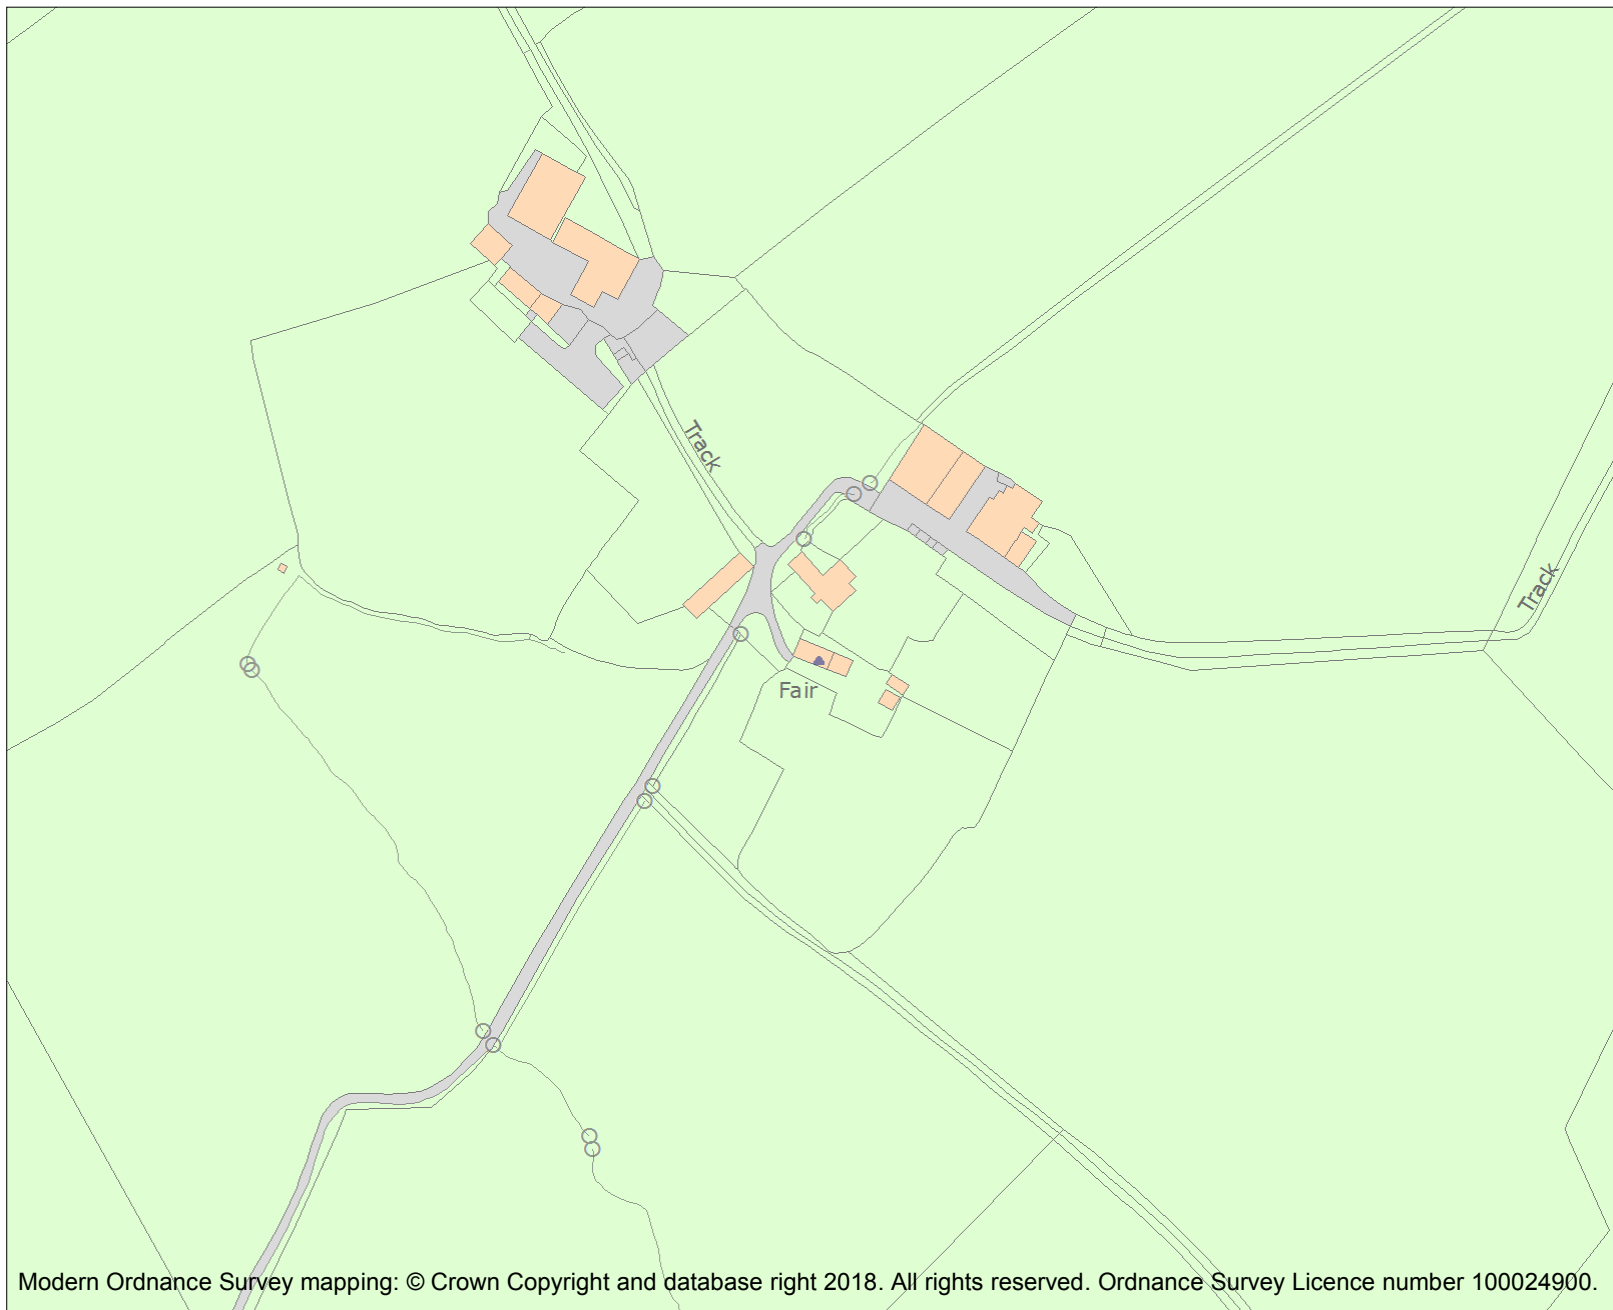 Track
Track
Fair
Modern Ordnance Survey mapping: © Crown Copyright and database right 2018. All rights reserved. Ordnance Survey Licence number 100024900.